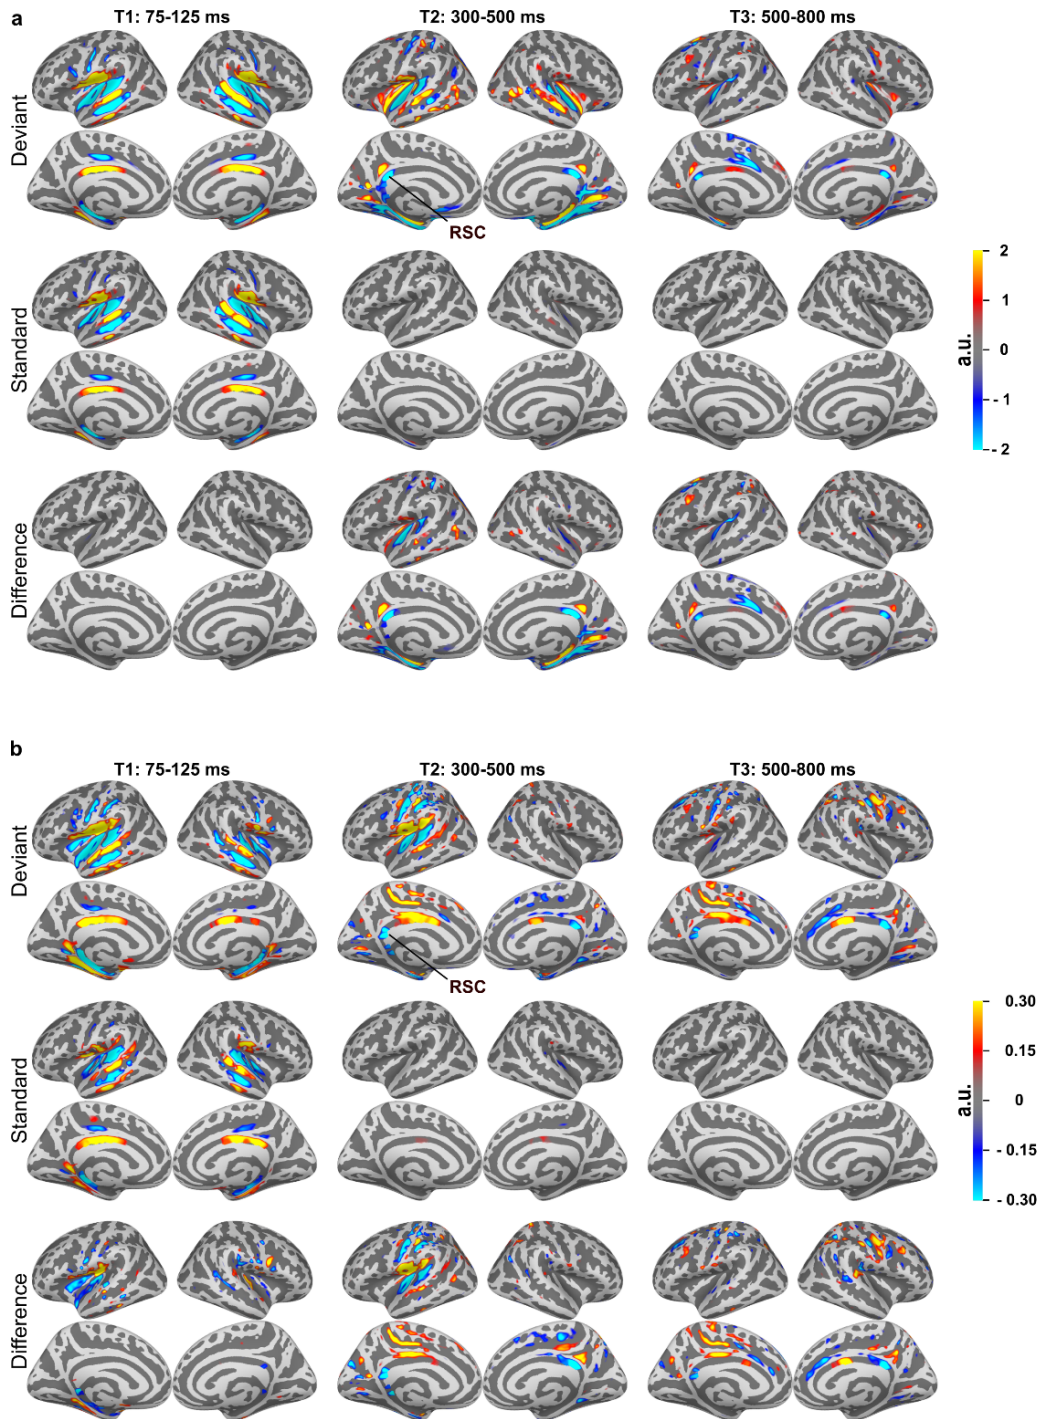 a
T1: 75-125 ms T2: 300-500 ms T3: 500-800 ms
Deviant
RSC
Standard
2
1
0
- 1
- 2
a.u.
Difference
b
T1: 75-125 ms T2: 300-500 ms T3: 500-800 ms
Deviant
RSC
Standard
0.30
0.15
0
- 0.15
- 0.30
a.u.
Difference